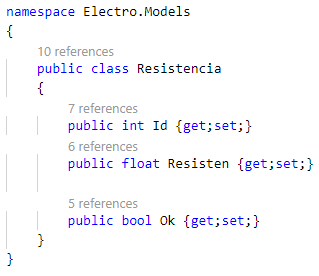 namespace Electro.Models
{
10 references
public class Resistencia
{
7 references
public int Id {get;set;}
6 references
public float Resisten {get;set;}
5 references
public bool Ok {get;set;}
}
}